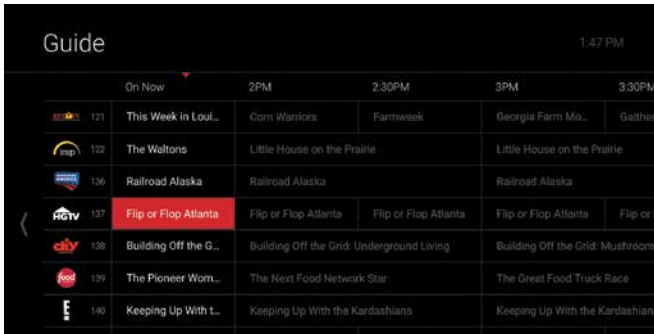 Guide
1:47 PM
On Now 2PM 2:30PM 3PM 3:30PM
121 This Week in Loui... Corn Warriors Farmweek Georgia Farm Mo... Gaither
insp 122 The Waltons Little House on the Prairie Little House on the Prairie
AMERICA 136 Railroad Alaska Railroad Alaska Railroad Alaska
HGTV 137 Flip or Flop Atlanta Flip or Flop Atlanta Flip or Flop Atlanta Flip or Flop Atlanta Flip or
diy 138 Building Off the G... Building Off the Grid: Underground Living Building Off the Grid: Mushroom
food 139 The Pioneer Wom... The Next Food Network Star The Great Food Truck Race
E 140 Keeping Up With t... Keeping Up With the Kardashians Keeping Up With the Kardashian